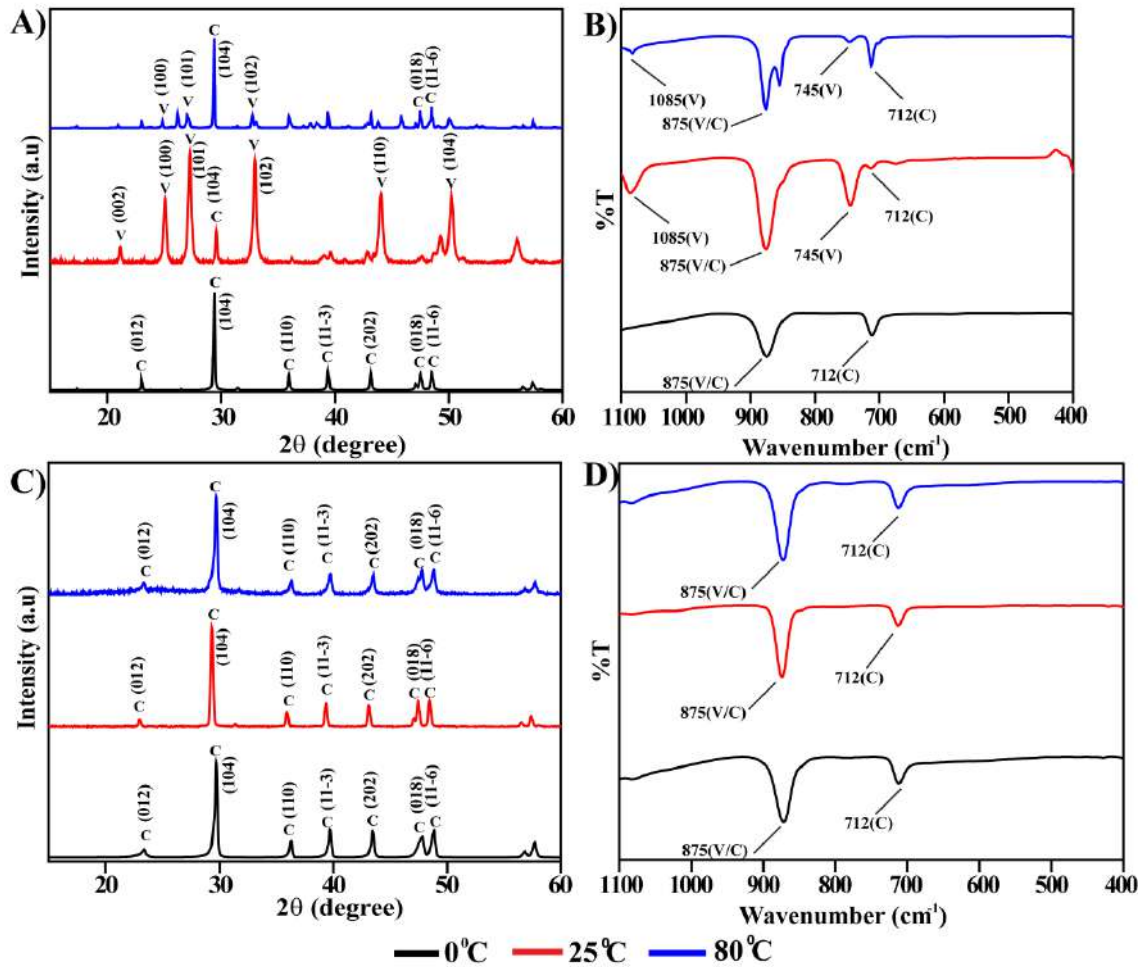 A)
Intensity (a.u)
C
(104)
V (100)
V (101)
V (102)
C (018)
C (11-6)
V (002)
V (100)
V
(101)
C (104)
V
(102)
V (110)
V (104)
C (012)
C
(104)
C (110)
C (11-3)
C (202)
C (018)
C (11-6)
20 30 40 50 60
2θ (degree)
B)
%T
1085(V)
875(V/C)
745(V)
712(C)
1085(V)
875(V/C)
745(V)
712(C)
875(V/C)
712(C)
1100 1000 900 800 700 600 500 400
Wavenumber (cm-1)
C)
Intensity (a.u)
C (012)
C
(104)
C (110)
C (11-3)
C (202)
C (018)
C (11-6)
C (012)
C
(104)
C (110)
C (11-3)
C (202)
C (018)
C (11-6)
C (012)
C
(104)
C (110)
C (11-3)
C (202)
C (018)
C (11-6)
20 30 40 50 60
2θ (degree)
D)
%T
875(V/C)
712(C)
875(V/C)
712(C)
875(V/C)
712(C)
1100 1000 900 800 700 600 500 400
Wavenumber (cm-1)
0°C 25°C 80°C